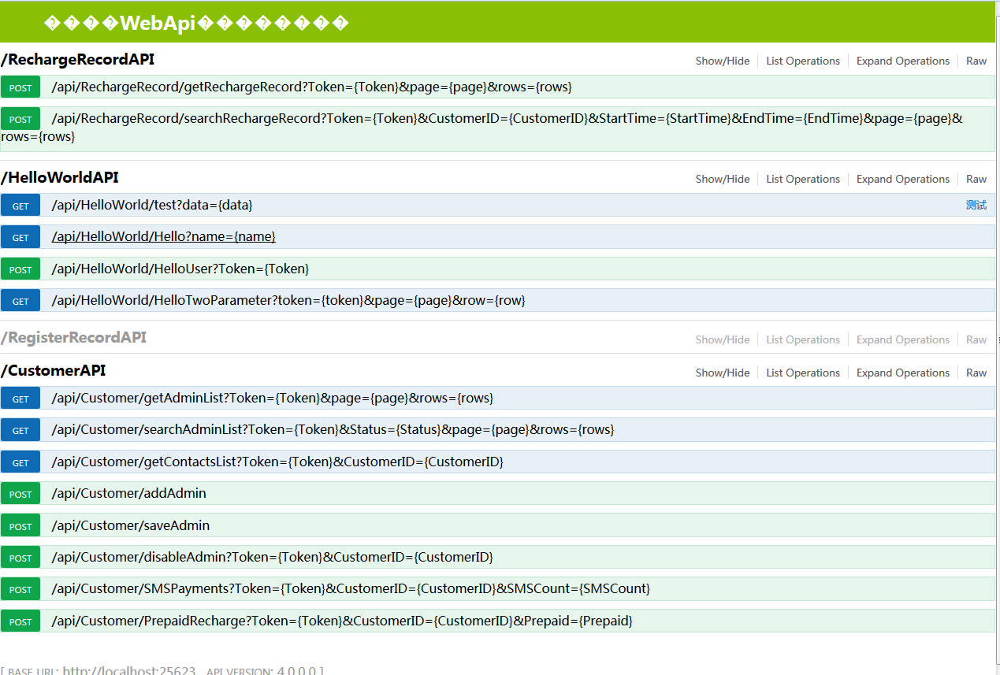 ����WebApi��������
/RechargeRecordAPI
Show/Hide List Operations Expand Operations Raw
POST /api/RechargeRecord/getRechargeRecord?Token={Token}&page={page}&rows={rows}
POST /api/RechargeRecord/searchRechargeRecord?Token={Token}&CustomerID={CustomerID}&StartTime={StartTime}&EndTime={EndTime}&page={page}&
rows={rows}
/HelloWorldAPI
Show/Hide List Operations Expand Operations Raw
GET /api/HelloWorld/test?data={data} 测试
GET /api/HelloWorld/Hello?name={name}
POST /api/HelloWorld/HelloUser?Token={Token}
GET /api/HelloWorld/HelloTwoParameter?token={token}&page={page}&row={row}
/RegisterRecordAPI
Show/Hide List Operations Expand Operations Raw
/CustomerAPI
Show/Hide List Operations Expand Operations Raw
GET /api/Customer/getAdminList?Token={Token}&page={page}&rows={rows}
GET /api/Customer/searchAdminList?Token={Token}&Status={Status}&page={page}&rows={rows}
GET /api/Customer/getContactsList?Token={Token}&CustomerID={CustomerID}
POST /api/Customer/addAdmin
POST /api/Customer/saveAdmin
POST /api/Customer/disableAdmin?Token={Token}&CustomerID={CustomerID}
POST /api/Customer/SMSPayments?Token={Token}&CustomerID={CustomerID}&SMSCount={SMSCount}
POST /api/Customer/PrepaidRecharge?Token={Token}&CustomerID={CustomerID}&Prepaid={Prepaid}
[ BASE URL: http://localhost:25623 , API VERSION: 4.0.0.0 ]